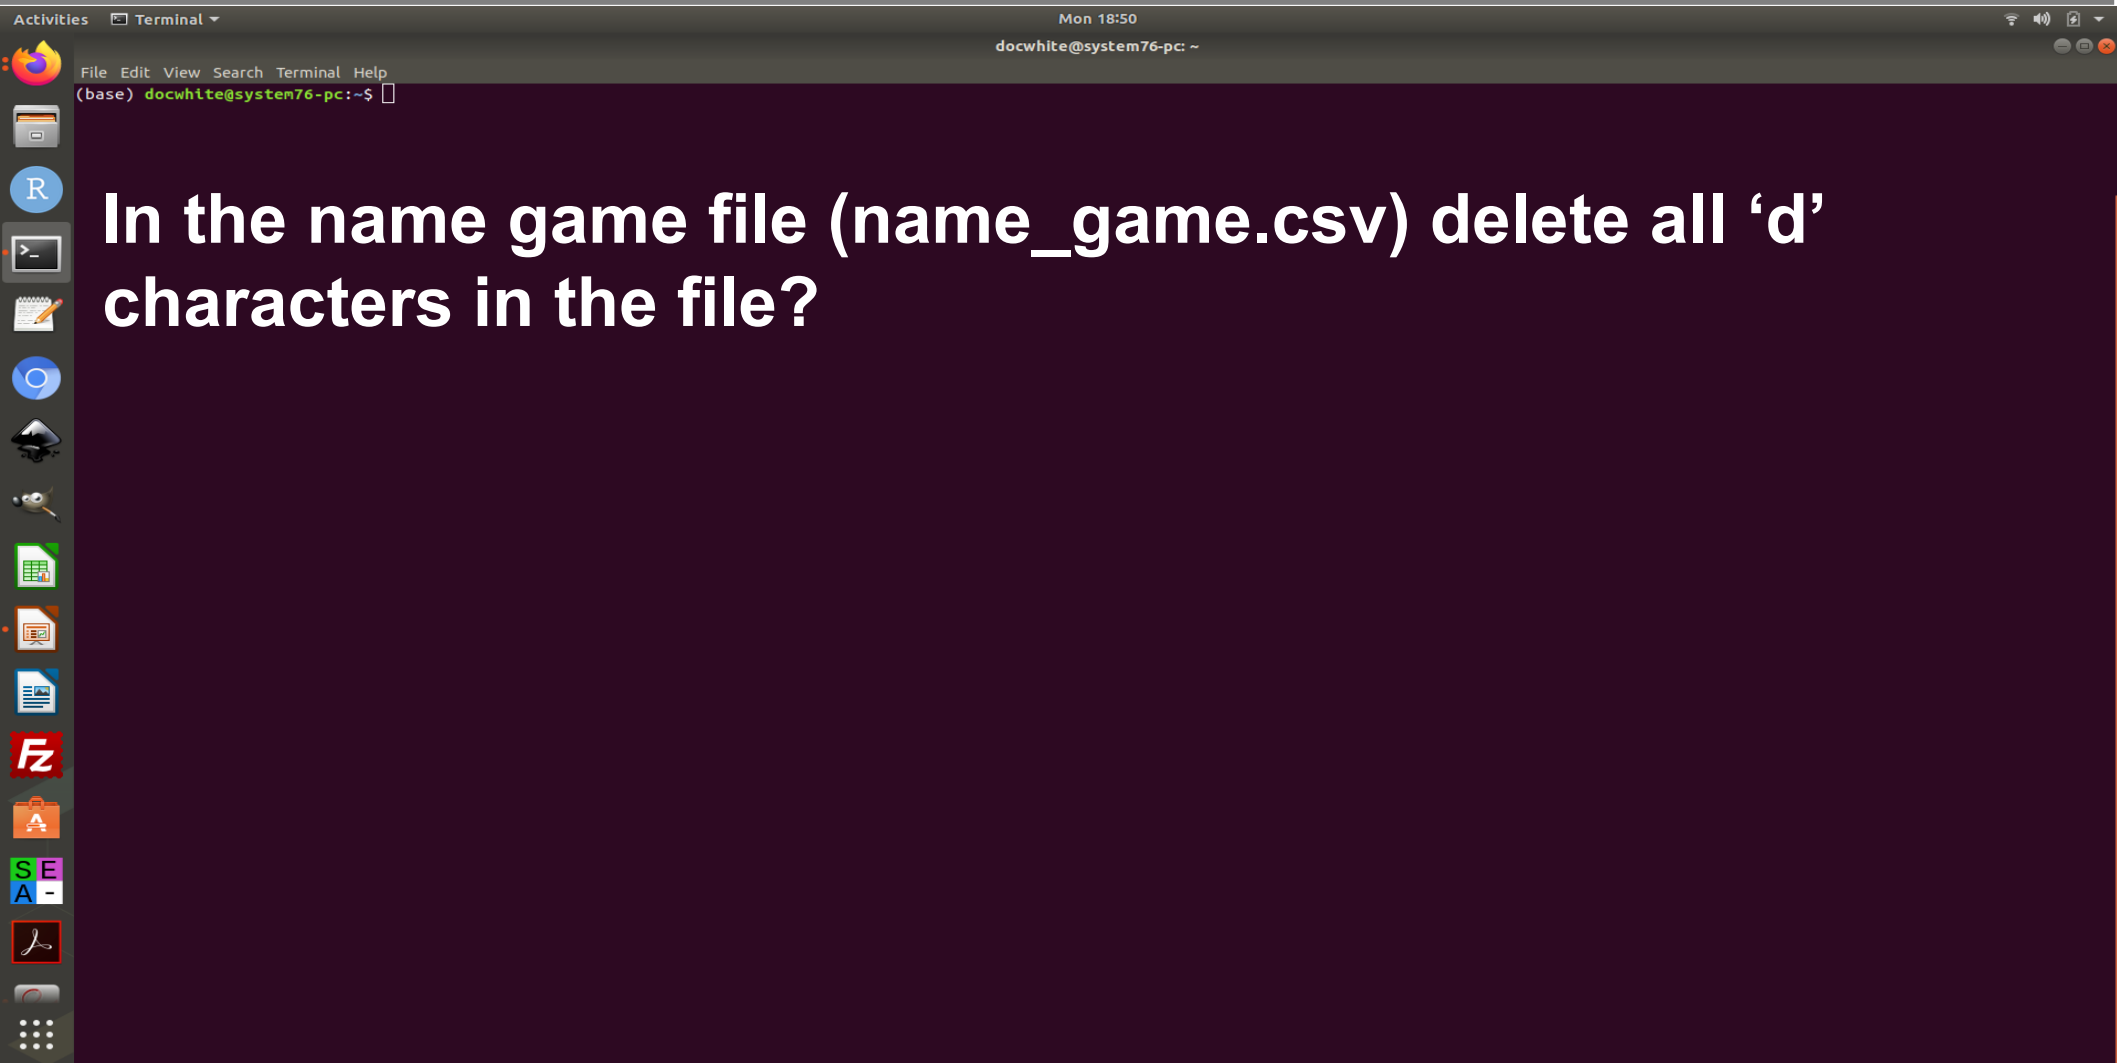 Activities Terminal Mon 18:50
docwhite@system76-pc: ~
File Edit View Search Terminal Help
(base) docwhite@system76-pc:~$
In the name game file (name_game.csv) delete all ‘d’
characters in the file?
R
>_
Fz
A
S E
A -